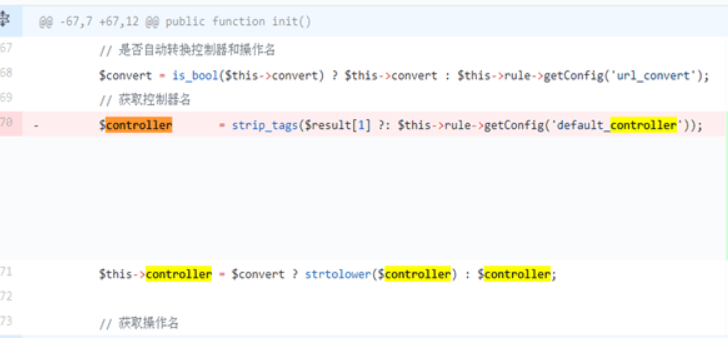 @@ -67,7 +67,12 @@ public function init()
67 // 是否自动转换控制器和操作名
68 $convert = is_bool($this->convert) ? $this->convert : $this->rule->getConfig('url_convert');
69 // 获取控制器名
70 - $controller = strip_tags($result[1] ?: $this->rule->getConfig('default_controller'));
71 $this->controller = $convert ? strtolower($controller) : $controller;
72
73 // 获取操作名